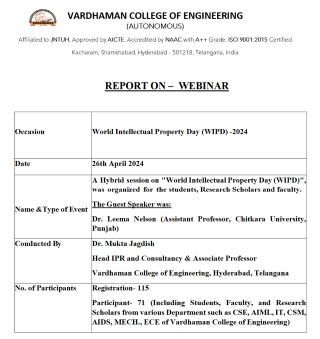 VARDHAMAN COLLEGE OF ENGINEERING
(AUTONOMOUS)
Affiliated to JNTUH, Approved by AICTE, Accredited by NAAC with A++ Grade, ISO 9001:2015 Certified
Kacharam, Shamshabad, Hyderabad - 501218, Telangana, India
REPORT ON – WEBINAR
Occasion
World Intellectual Property Day (WIPD) -2024
Date
26th April 2024
Name &Type of Event
A Hybrid session on "World Intellectual Property Day (WIPD)",
was organized for the students, Research Scholars and faculty.
The Guest Speaker was:
Dr. Leema Nelson (Assistant Professor, Chitkara University,
Punjab)
Conducted By
Dr. Mukta Jagdish
Head IPR and Consultancy & Associate Professor
Vardhaman College of Engineering, Hyderabad, Telangana
No. of Participants
Registration- 115
Participant- 71 (Including Students, Faculty, and Research
Scholars from various Department such as CSE, AIML, IT, CSM,
AIDS, MECH., ECE of Vardhaman College of Engineering)